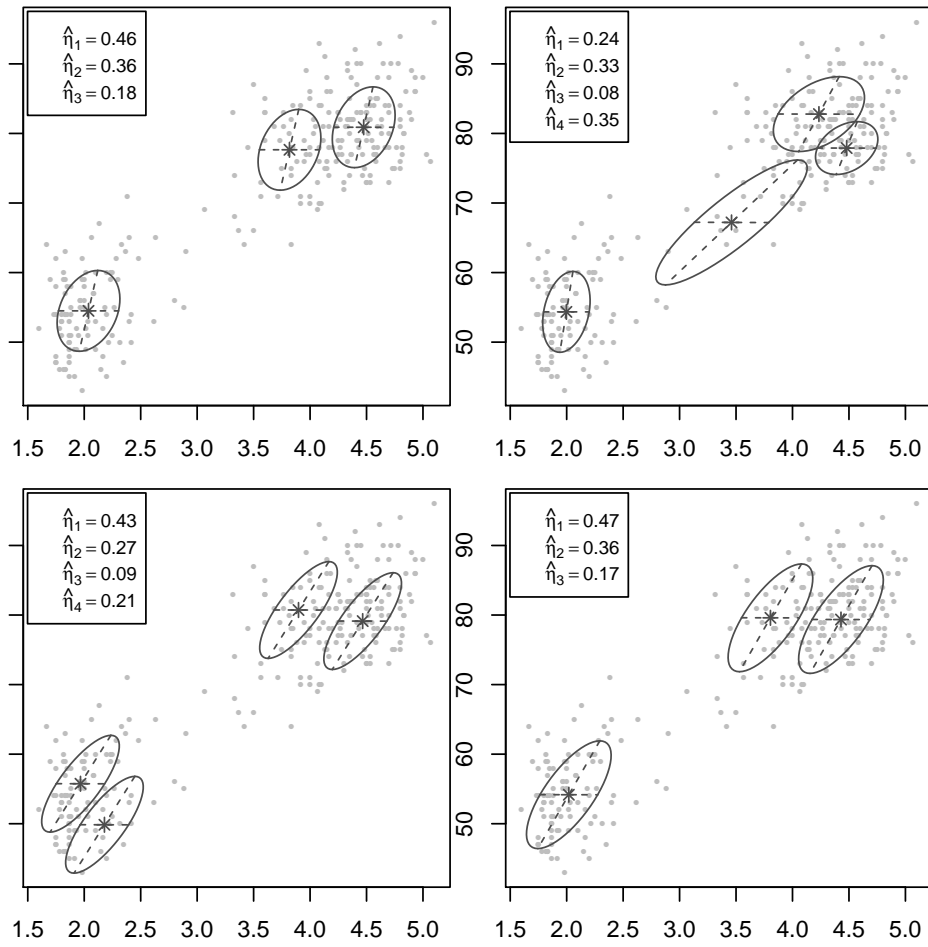 η̂1 = 0.46
η̂2 = 0.36
η̂3 = 0.18
1.5 2.0 2.5 3.0 3.5 4.0 4.5 5.0
η̂1 = 0.24
η̂2 = 0.33
η̂3 = 0.08
η̂4 = 0.35
50 60 70 80 90
1.5 2.0 2.5 3.0 3.5 4.0 4.5 5.0
η̂1 = 0.43
η̂2 = 0.27
η̂3 = 0.09
η̂4 = 0.21
1.5 2.0 2.5 3.0 3.5 4.0 4.5 5.0
η̂1 = 0.47
η̂2 = 0.36
η̂3 = 0.17
50 60 70 80 90
1.5 2.0 2.5 3.0 3.5 4.0 4.5 5.0